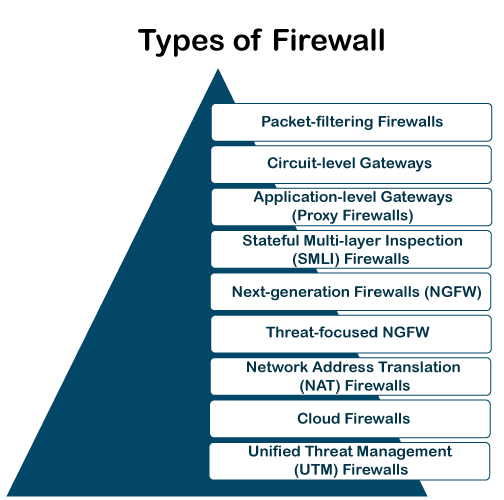 Types of Firewall
Packet-filtering Firewalls
Circuit-level Gateways
Application-level Gateways
(Proxy Firewalls)
Stateful Multi-layer Inspection
(SMLI) Firewalls
Next-generation Firewalls (NGFW)
Threat-focused NGFW
Network Address Translation
(NAT) Firewalls
Cloud Firewalls
Unified Threat Management
(UTM) Firewalls